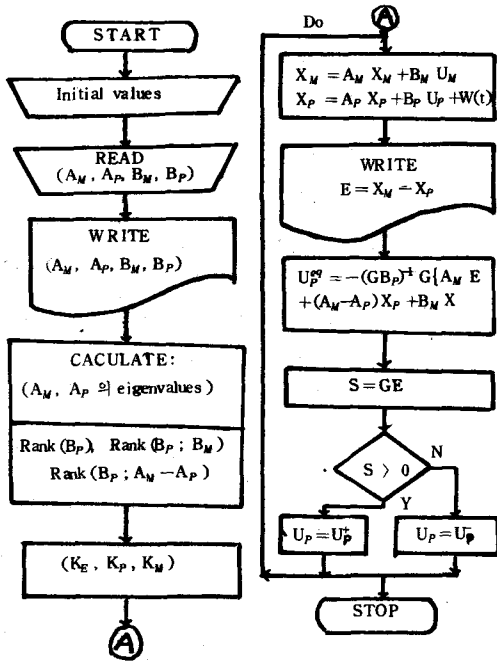 START
Initial values
READ
(A_M, A_P, B_M, B_P)
WRITE
(A_M, A_P, B_M, B_P)
CACULATE:
(A_M, A_P 의 eigenvalues)
Rank(B_P), Rank(B_P ; B_M)
Rank(B_P ; A_M −A_P)
(K_E, K_P, K_M)
A
A
Do
X_M = A_M X_M +B_M U_M
X_P = A_P X_P +B_P U_P +W(t)
WRITE
E = X_M − X_P
U_P^eq = −(GB_P)^-1 G{A_M E
+(A_M−A_P)X_P +B_M X
S=GE
S > 0
N
Y
U_P =U_P^+
U_P =U_P^-
STOP